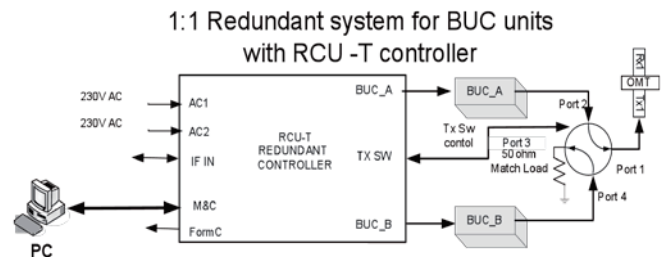 1:1 Redundant system for BUC units
with RCU -T controller
230V AC
230V AC
AC1
AC2
IF IN
M&C
FormC
RCU-T
REDUNDANT
CONTROLLER
BUC_A
TX SW
BUC_B
BUC_A
BUC_B
Tx Sw
contol
Port 2
Port 3
50 ohm
Match Load
Port 1
Port 4
Rx1
OMT
Tx1
PC